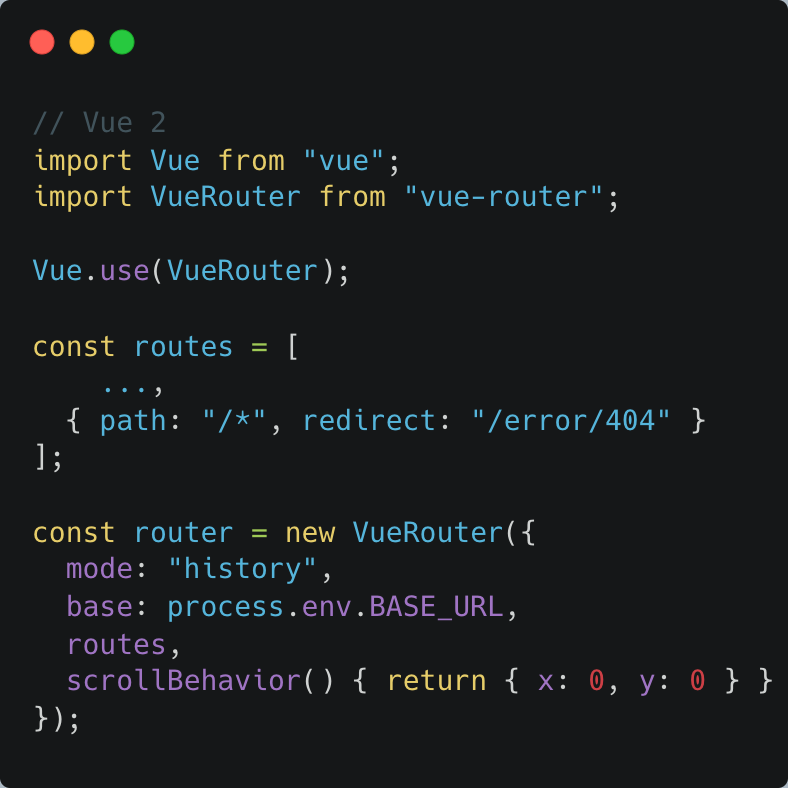 // Vue 2
import Vue from "vue";
import VueRouter from "vue-router";
Vue.use(VueRouter);
const routes = [
...,
{ path: "/*", redirect: "/error/404" }
];
const router = new VueRouter({
mode: "history",
base: process.env.BASE_URL,
routes,
scrollBehavior() { return { x: 0, y: 0 } }
});